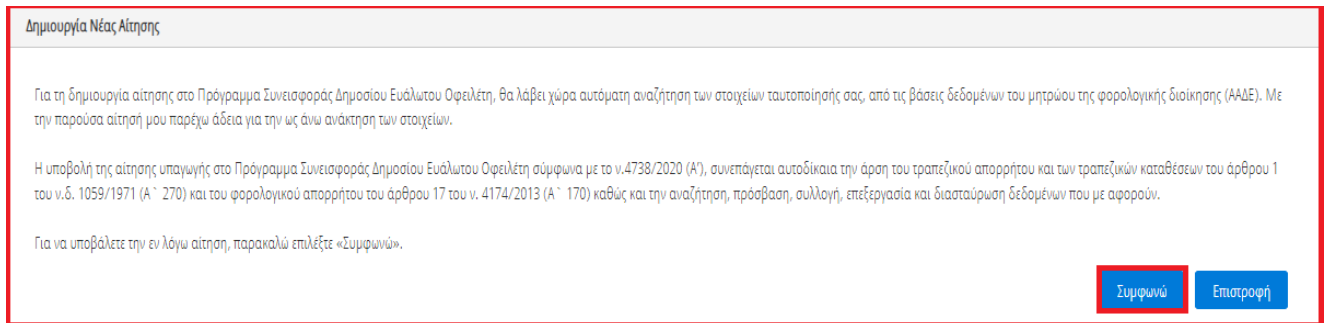 Δημιουργία Νέας Αίτησης
Για τη δημιουργία αίτησης στο Πρόγραμμα Συνεισφοράς Δημοσίου Ευάλωτου Οφειλέτη, θα λάβει χώρα αυτόματη αναζήτηση των στοιχείων ταυτοποίησής σας, από τις βάσεις δεδομένων του μητρώου της φορολογικής διοίκησης (ΑΑΔΕ). Με
την παρούσα αίτησή μου παρέχω άδεια για την ως άνω ανάκτηση των στοιχείων.
Η υποβολή της αίτησης υπαγωγής στο Πρόγραμμα Συνεισφοράς Δημοσίου Ευάλωτου Οφειλέτη σύμφωνα με το ν.4738/2020 (Α'), συνεπάγεται αυτοδίκαια την άρση του τραπεζικού απορρήτου και των τραπεζικών καταθέσεων του άρθρου 1
του ν.δ. 1059/1971 (Α` 270) και του φορολογικού απορρήτου του άρθρου 17 του ν. 4174/2013 (Α` 170) καθώς και την αναζήτηση, πρόσβαση, συλλογή, επεξεργασία και διασταύρωση δεδομένων που με αφορούν.
Για να υποβάλετε την εν λόγω αίτηση, παρακαλώ επιλέξτε «Συμφωνώ».
Συμφωνώ Επιστροφή